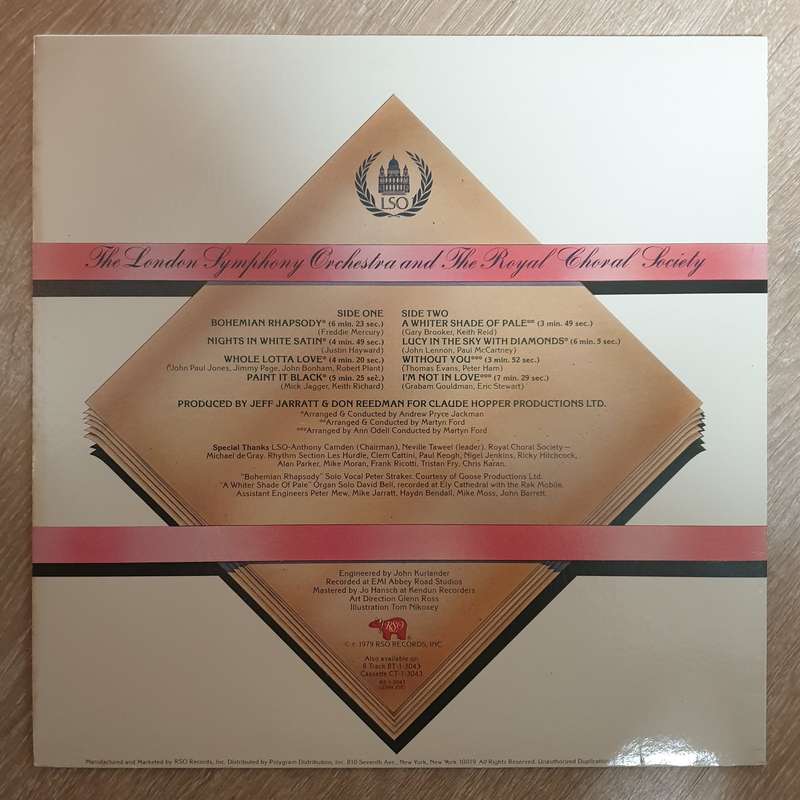 LSO
The London Symphony Orchestra and The Royal Choral Society
SIDE ONE
BOHEMIAN RHAPSODY* (6 min. 23 sec.)
(Freddie Mercury)
NIGHTS IN WHITE SATIN* (4 min. 49 sec.)
(Justin Hayward)
WHOLE LOTTA LOVE* (4 min. 20 sec.)
(John Paul Jones, Jimmy Page, John Bonham, Robert Plant)
PAINT IT BLACK* (5 min. 25 sec.)
(Mick Jagger, Keith Richard)
SIDE TWO
A WHITER SHADE OF PALE** (3 min. 49 sec.)
(Gary Brooker, Keith Reid)
LUCY IN THE SKY WITH DIAMONDS* (6 min. 5 sec.)
(John Lennon, Paul McCartney)
WITHOUT YOU*** (3 min. 52 sec.)
(Thomas Evans, Peter Ham)
I'M NOT IN LOVE*** (7 min. 29 sec.)
(Graham Gouldman, Eric Stewart)
PRODUCED BY JEFF JARRATT & DON REEDMAN FOR CLAUDE HOPPER PRODUCTIONS LTD.
*Arranged & Conducted by Andrew Pryce Jackman
**Arranged & Conducted by Martyn Ford
***Arranged by Ann Odell Conducted by Martyn Ford
Special Thanks LSO-Anthony Camden (Chairman), Neville Taweel (leader). Royal Choral Society—
Michael de Gray. Rhythm Section Les Hurdle, Clem Cattini, Paul Keogh, Nigel Jenkins, Ricky Hitchcock,
Alan Parker, Mike Moran, Frank Ricotti, Tristan Fry, Chris Karan.
"Bohemian Rhapsody" Solo Vocal Peter Straker. Courtesy of Goose Productions Ltd.
"A Whiter Shade Of Pale" Organ Solo David Bell, recorded at Ely Cathedral with the Rak Mobile.
Assistant Engineers Peter Mew, Mike Jarratt, Haydn Bendall, Mike Moss, John Barrett.
Engineered by John Kurlander
Recorded at EMI Abbey Road Studios
Mastered by Jo Hansch at Kendun Recorders
Art Direction Glenn Ross
Illustration Tom Nikosey
RSO
© ℗ 1979 RSO RECORDS, INC.
Also available on
8 Track 8T-1-3043
Cassette CT-1-3043
RS-1-3043
Manufactured and Marketed by RSO Records, Inc. Distributed by Polygram Distribution, Inc. 810 Seventh Ave., New York, New York 10019. All Rights Reserved. Unauthorized Duplication